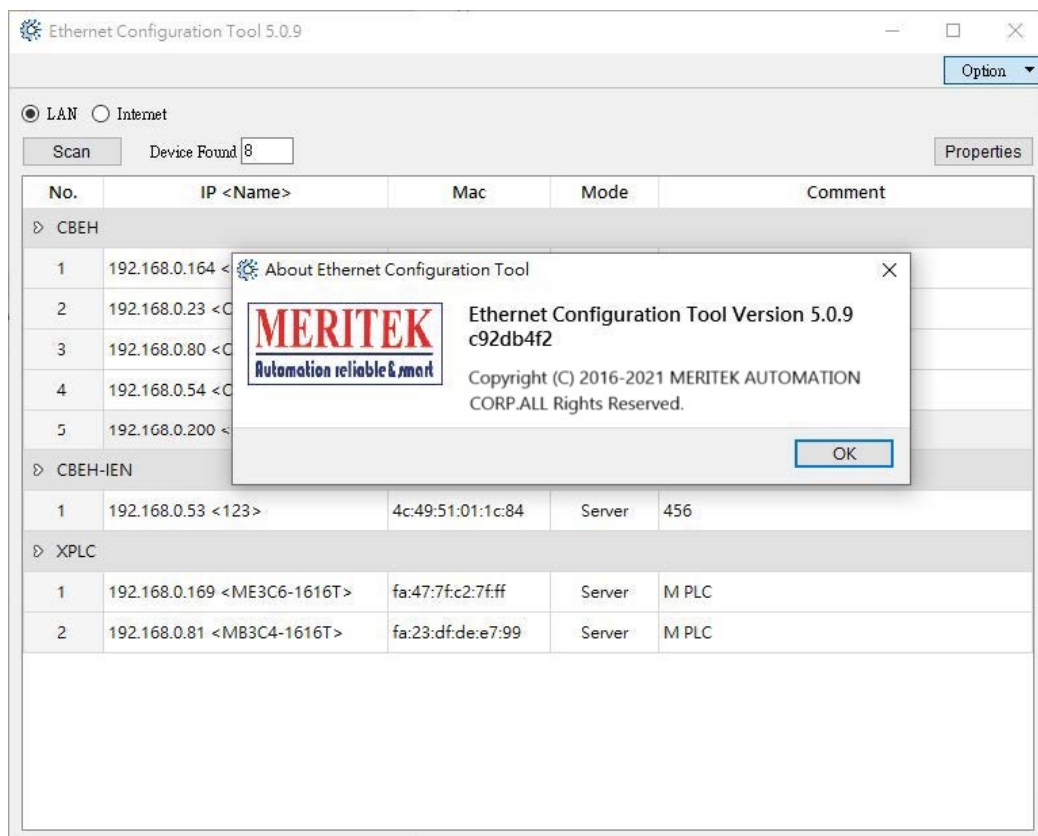 Ethernet Configuration Tool 5.0.9
Option
LAN Internet
Scan Device Found 8 Properties
No. IP <Name> Mac Mode Comment
CBEH
1 192.168.0.164 <
2 192.168.0.23 <C
3 192.168.0.80 <C
4 192.168.0.54 <C
5 192.168.0.200 <
About Ethernet Configuration Tool
MERITEK
Automation reliable & smart
Ethernet Configuration Tool Version 5.0.9
c92db4f2
Copyright (C) 2016-2021 MERITEK AUTOMATION
CORP.ALL Rights Reserved.
OK
CBEH-IEN
1 192.168.0.53 <123> 4c:49:51:01:1c:84 Server 456
XPLC
1 192.168.0.169 <ME3C6-1616T> fa:47:7f:c2:7f:ff Server M PLC
2 192.168.0.81 <MB3C4-1616T> fa:23:df:de:e7:99 Server M PLC